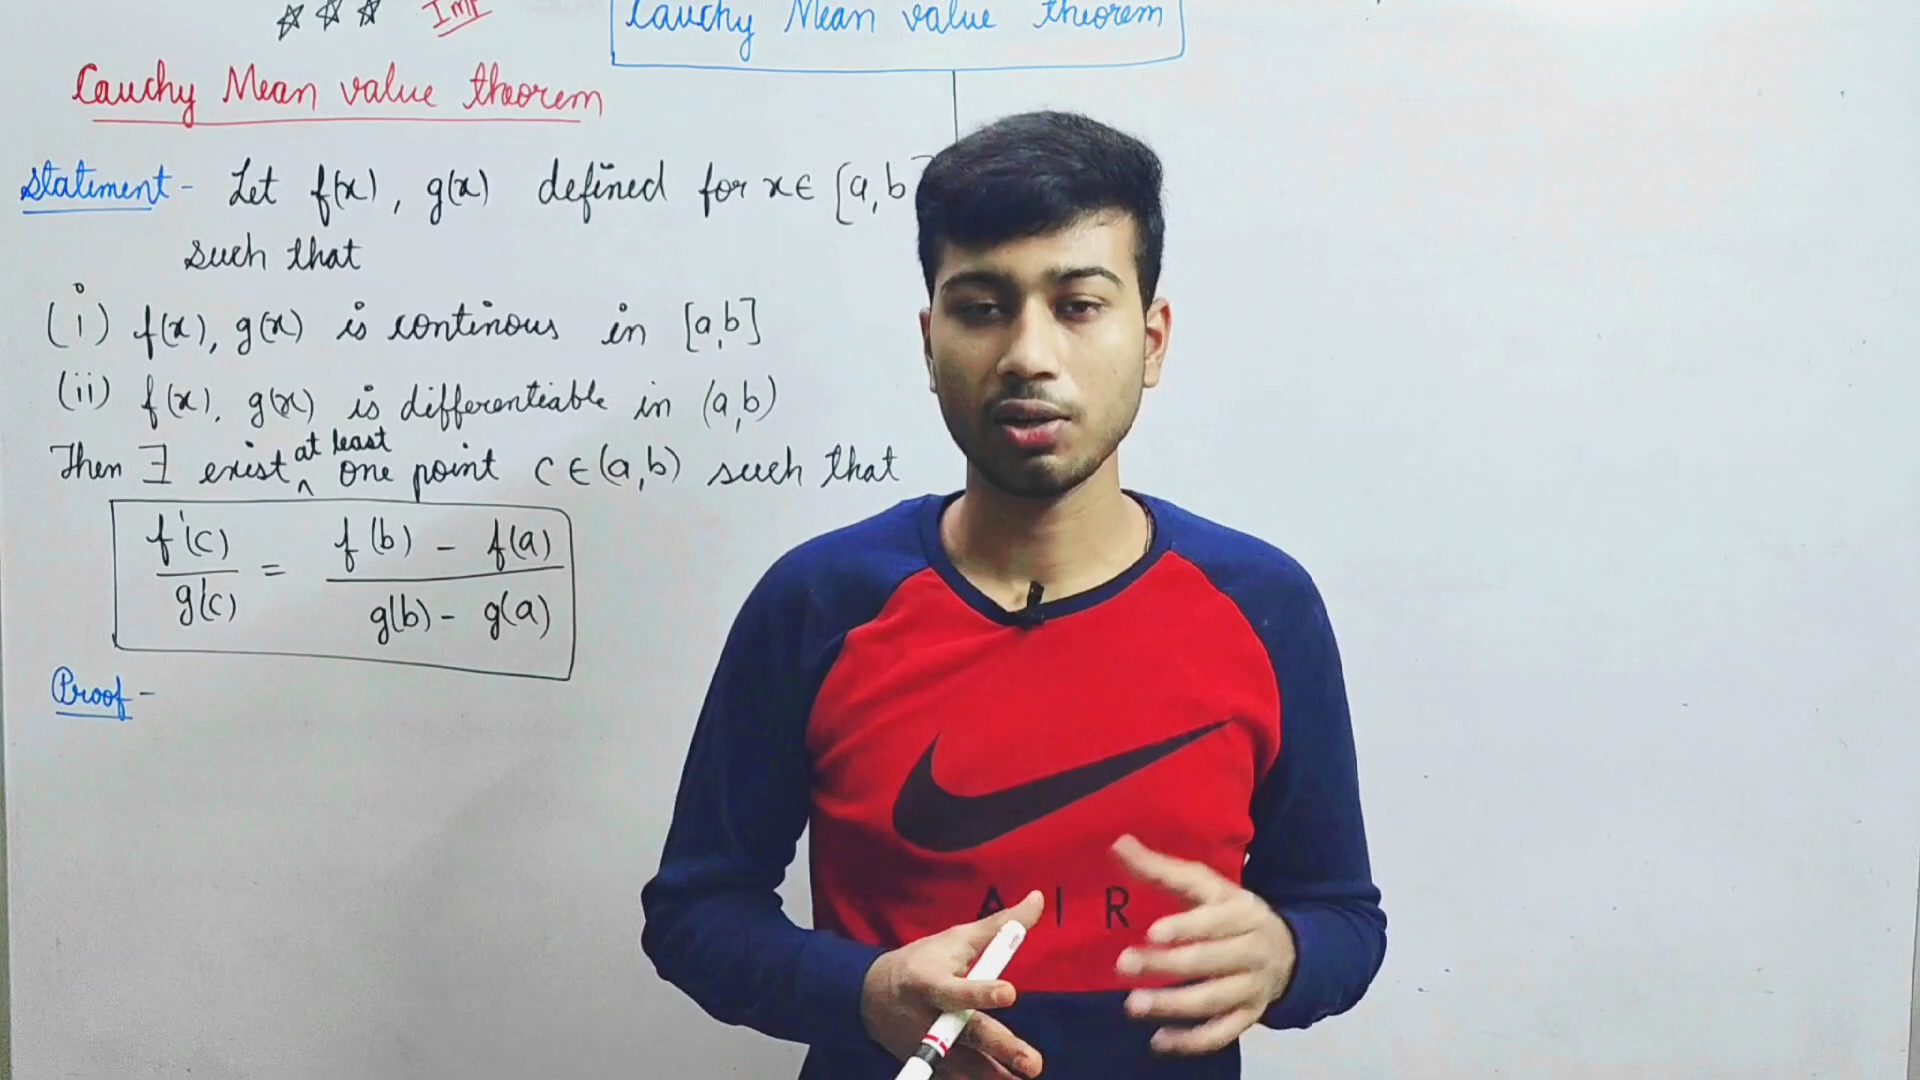 Imp
Cauchy Mean value theorem
Cauchy Mean value theorem
Statement - Let f(x), g(x) defined for x∈ [a,b]
such that
(i) f(x), g(x) is continous in [a,b]
(ii) f(x), g(x) is differentiable in (a,b)
Then ∃ exist at least one point c∈(a,b) such that
f'(c)/g'(c) = f(b) - f(a)/g(b) - g(a)
Proof -
AIR